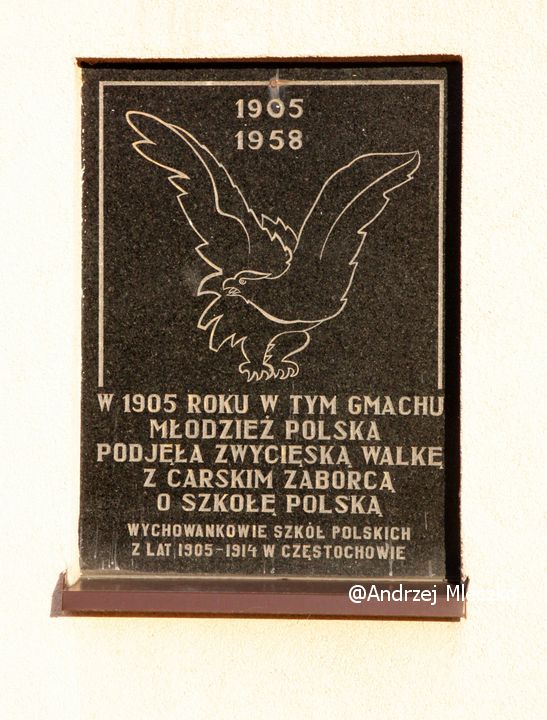 1905
1958
W 1905 ROKU W TYM GMACHU
MŁODZIEŻ POLSKA
PODJĘŁA ZWYCIĘSKĄ WALKĘ
Z CARSKIM ZABORCĄ
O SZKOŁĘ POLSKĄ
WYCHOWANKOWIE SZKÓŁ POLSKICH
Z LAT 1905-1914 W CZĘSTOCHOWIE
@Andrzej Mleczko